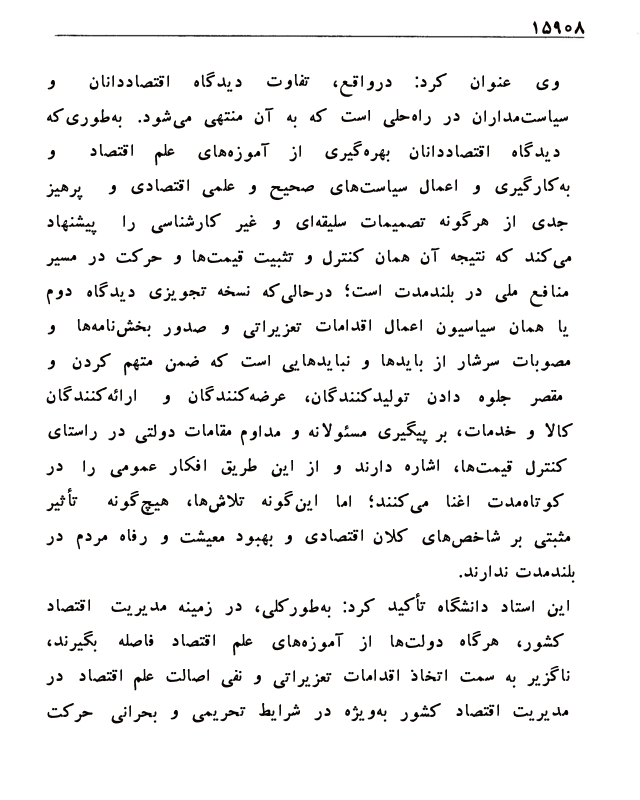 ۱۵۹۰۸
وی عنوان کرد: درواقع، تفاوت دیدگاه اقتصاددانان و
سیاست‌مداران در راه‌حلی است که به آن منتهی می‌شود. به‌طوری‌که
دیدگاه اقتصاددانان بهره‌گیری از آموزه‌های علم اقتصاد و
به‌کارگیری و اعمال سیاست‌های صحیح و علمی اقتصادی و پرهیز
جدی از هرگونه تصمیمات سلیقه‌ای و غیر کارشناسی را پیشنهاد
می‌کند که نتیجه آن همان کنترل و تثبیت قیمت‌ها و حرکت در مسیر
منافع ملی در بلندمدت است؛ درحالی‌که نسخه تجویزی دیدگاه دوم
یا همان سیاسیون اعمال اقدامات تعزیراتی و صدور بخش‌نامه‌ها و
مصوبات سرشار از بایدها و نبایدهایی است که ضمن متهم کردن و
مقصر جلوه دادن تولیدکنندگان، عرضه‌کنندگان و ارائه‌کنندگان
کالا و خدمات، بر پیگیری مسئولانه و مداوم مقامات دولتی در راستای
کنترل قیمت‌ها، اشاره دارند و از این طریق افکار عمومی را در
کوتاه‌مدت اغنا می‌کنند؛ اما این‌گونه تلاش‌ها، هیچ‌گونه تأثیر
مثبتی بر شاخص‌های کلان اقتصادی و بهبود معیشت و رفاه مردم در
بلندمدت ندارند.
این استاد دانشگاه تأکید کرد: به‌طورکلی، در زمینه مدیریت اقتصاد
کشور، هرگاه دولت‌ها از آموزه‌های علم اقتصاد فاصله بگیرند،
ناگزیر به سمت اتخاذ اقدامات تعزیراتی و نفی اصالت علم اقتصاد در
مدیریت اقتصاد کشور به‌ویژه در شرایط تحریمی و بحرانی حرکت